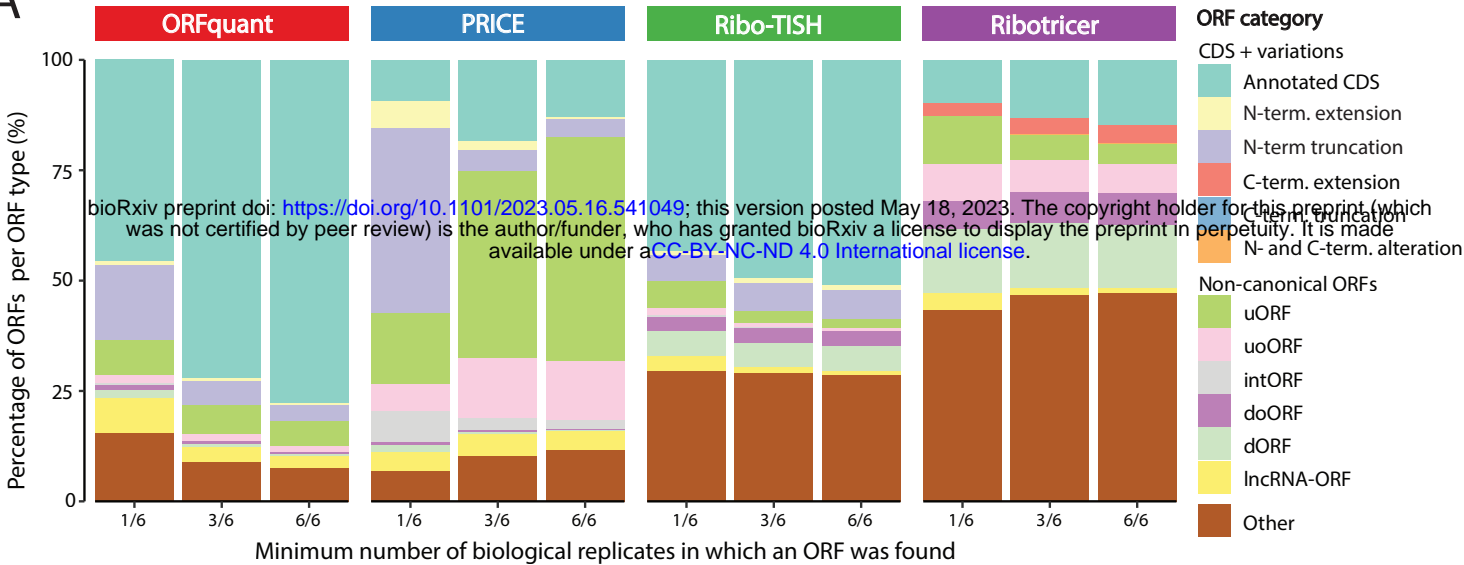 A
ORFquant PRICE Ribo-TISH Ribotricer
ORF category
CDS + variations
Annotated CDS
N-term. extension
N-term truncation
C-term. extension
C-term. truncation
N- and C-term. alteration
Non-canonical ORFs
uORF
uoORF
intORF
doORF
dORF
lncRNA-ORF
Other
Percentage of ORFs per ORF type (%)
100
75
50
25
0
bioRxiv preprint doi: https://doi.org/10.1101/2023.05.16.541049; this version posted May 18, 2023. The copyright holder for this preprint (which
was not certified by peer review) is the author/funder, who has granted bioRxiv a license to display the preprint in perpetuity. It is made
available under aCC-BY-NC-ND 4.0 International license.
1/6 3/6 6/6 1/6 3/6 6/6 1/6 3/6 6/6 1/6 3/6 6/6
Minimum number of biological replicates in which an ORF was found